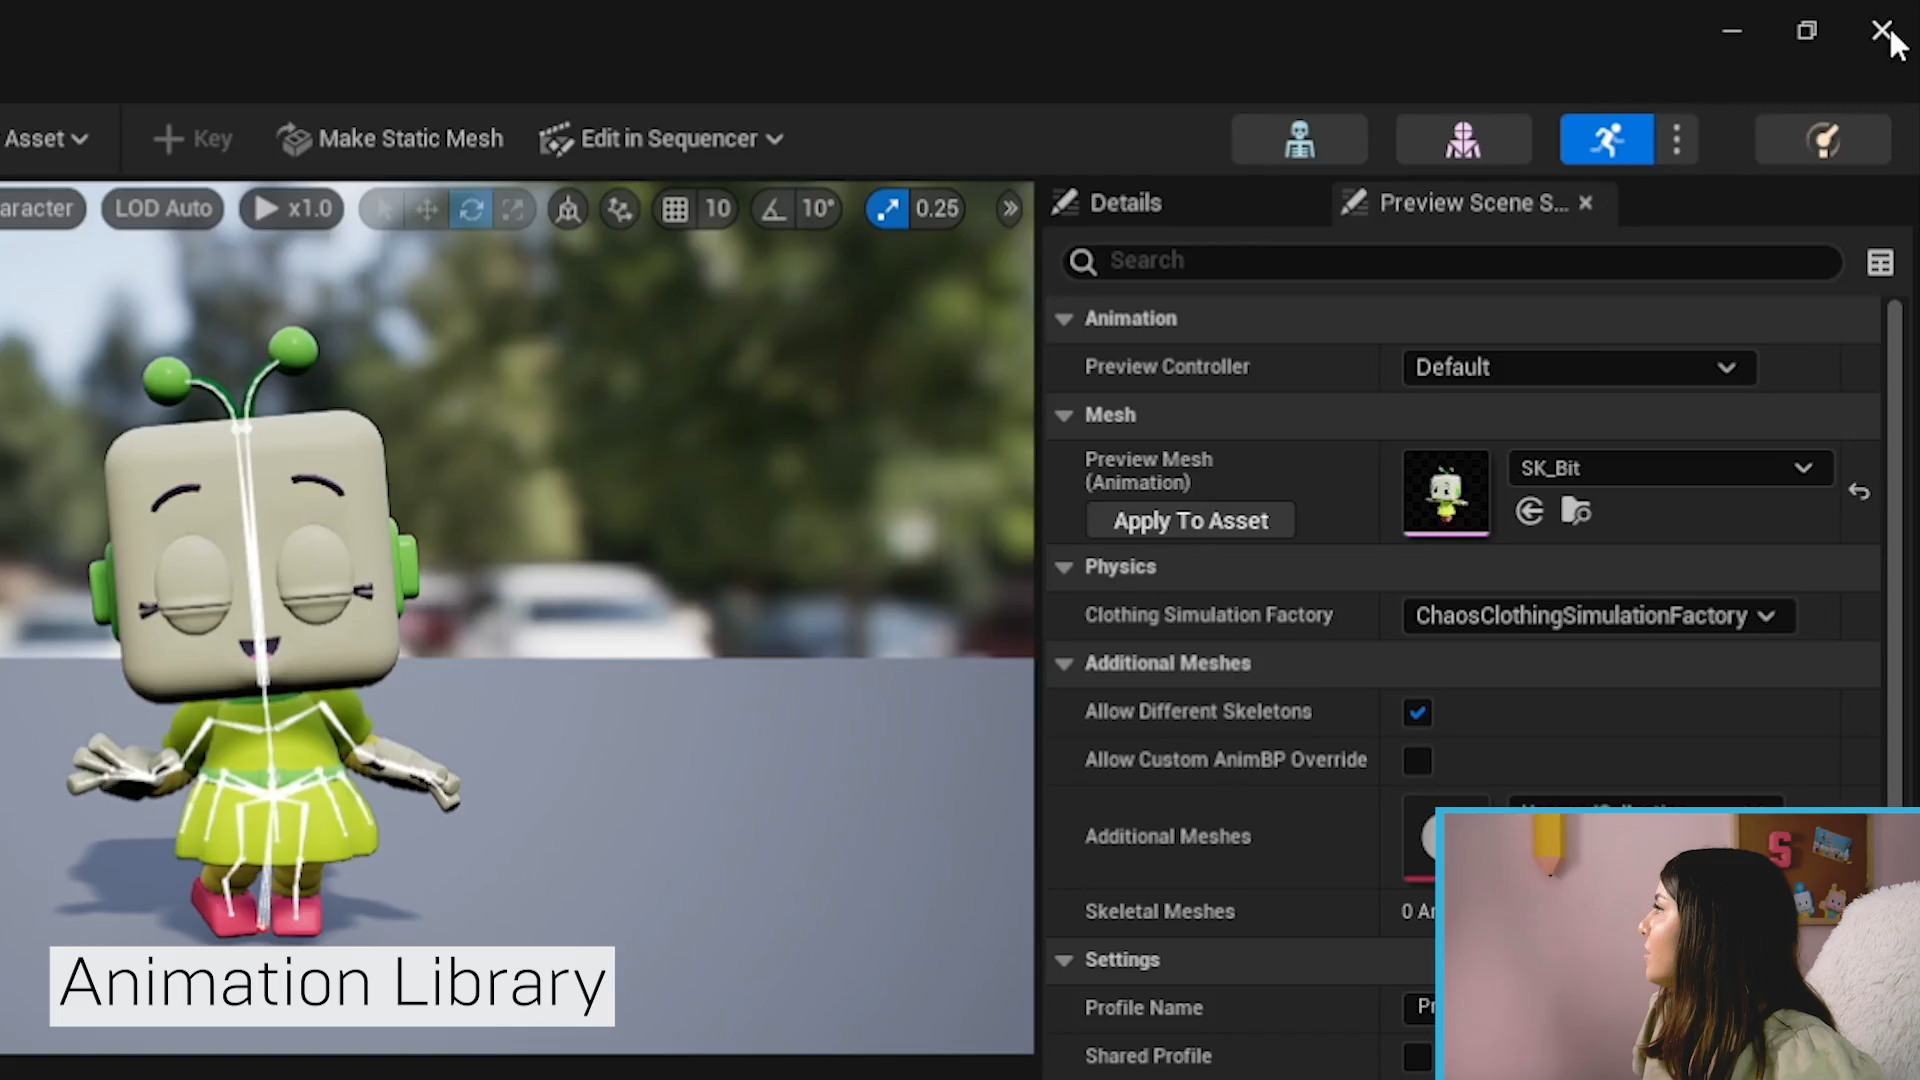 Asset
Key
Make Static Mesh
Edit in Sequencer
aracter
LOD Auto
x1.0
10
10°
0.25
Details
Preview Scene S...
Search
Animation
Preview Controller
Default
Mesh
Preview Mesh
(Animation)
SK_Bit
Apply To Asset
Physics
Clothing Simulation Factory
ChaosClothingSimulationFactory
Additional Meshes
Allow Different Skeletons
Allow Custom AnimBP Override
Additional Meshes
Skeletal Meshes
0 Ar
Settings
Profile Name
Pr
Shared Profile
Animation Library
S